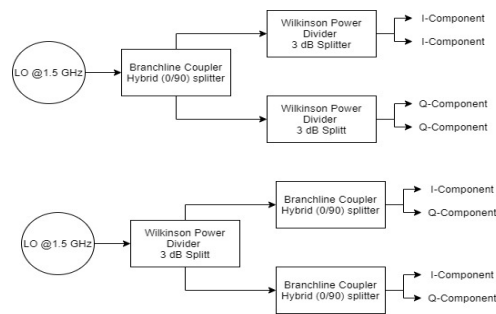 Wilkinson Power
Divider
3 dB Splitter
I-Component
I-Component
LO @1.5 GHz
Branchline Coupler
Hybrid (0/90) splitter
Wilkinson Power
Divider
3 dB Splitt
Q-Component
Q-Component
Branchline Coupler
Hybrid (0/90) splitter
I-Component
Q-Component
LO @1.5 GHz
Wilkinson Power
Divider
3 dB Splitt
Branchline Coupler
Hybrid (0/90) splitter
I-Component
Q-Component